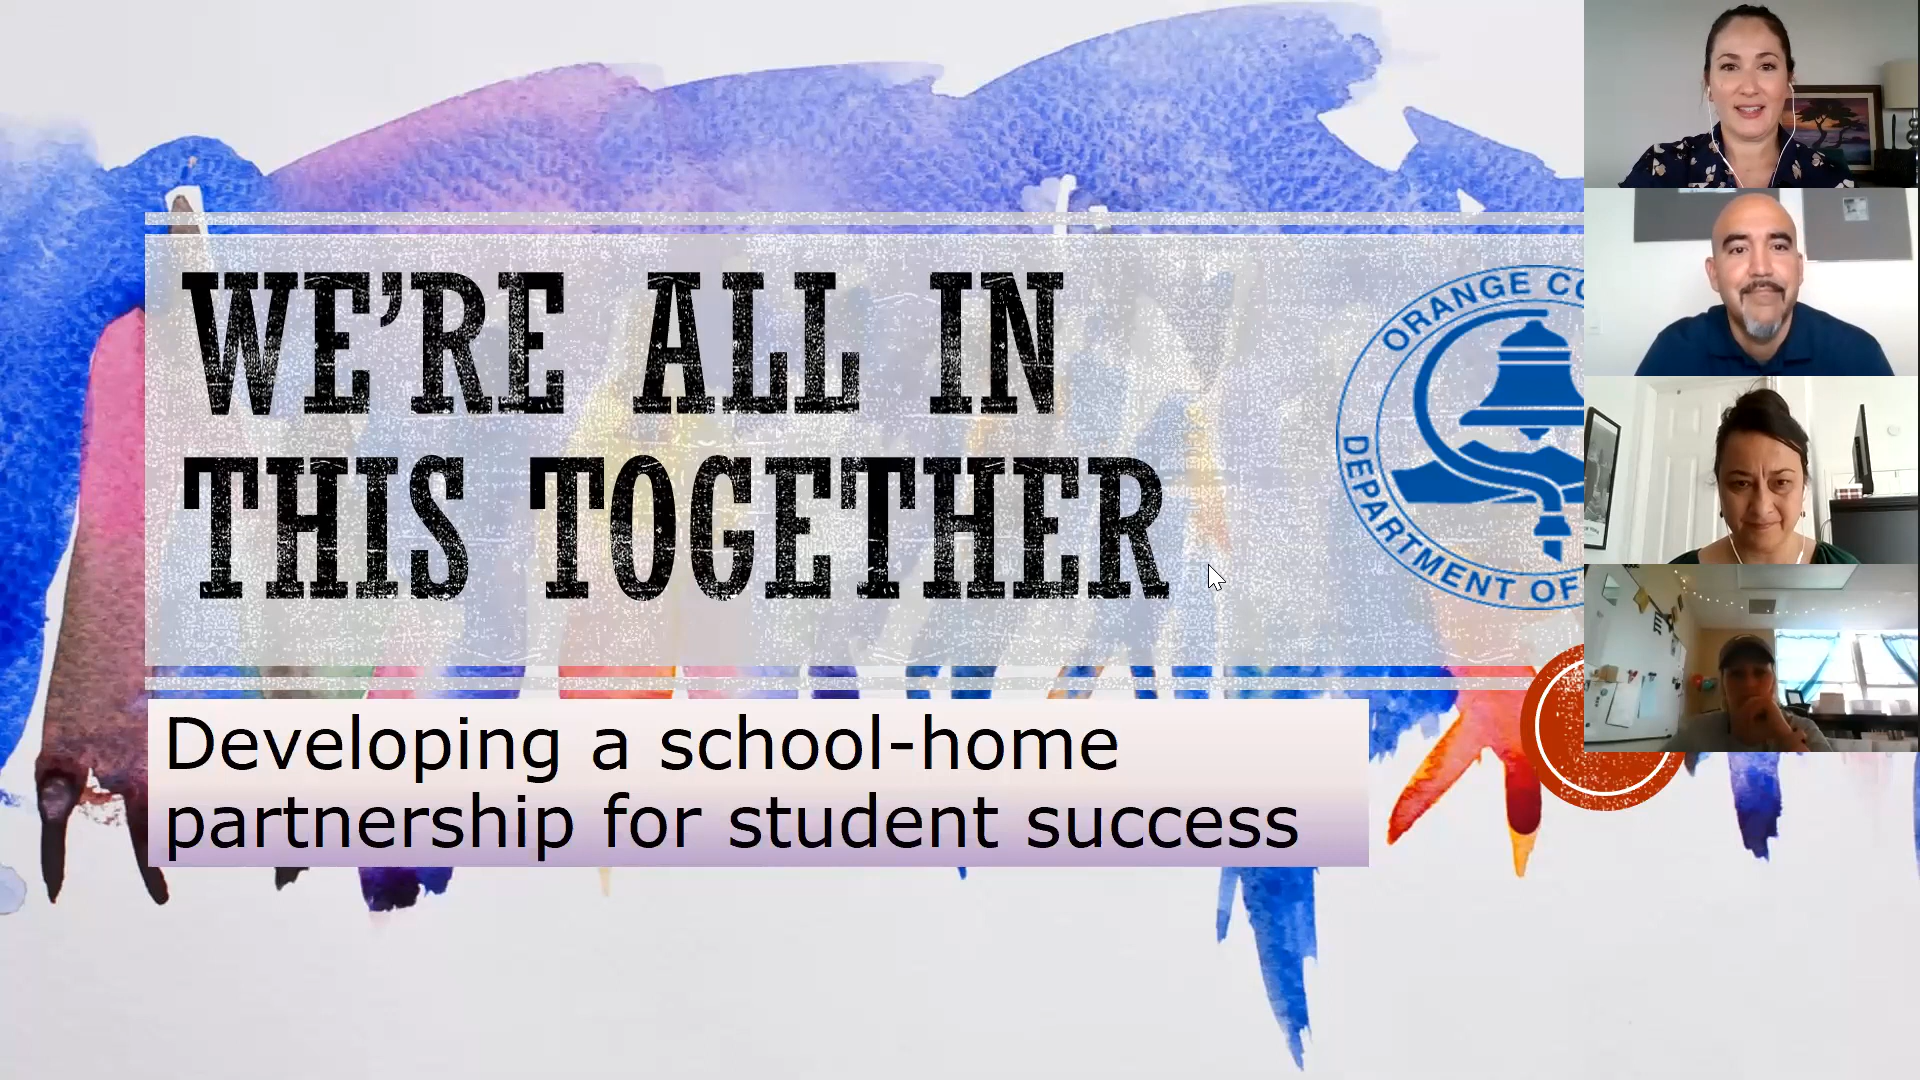 WE'RE ALL IN
THIS TOGETHER
ORANGE CO
DEPARTMENT OF
Developing a school-home
partnership for student success